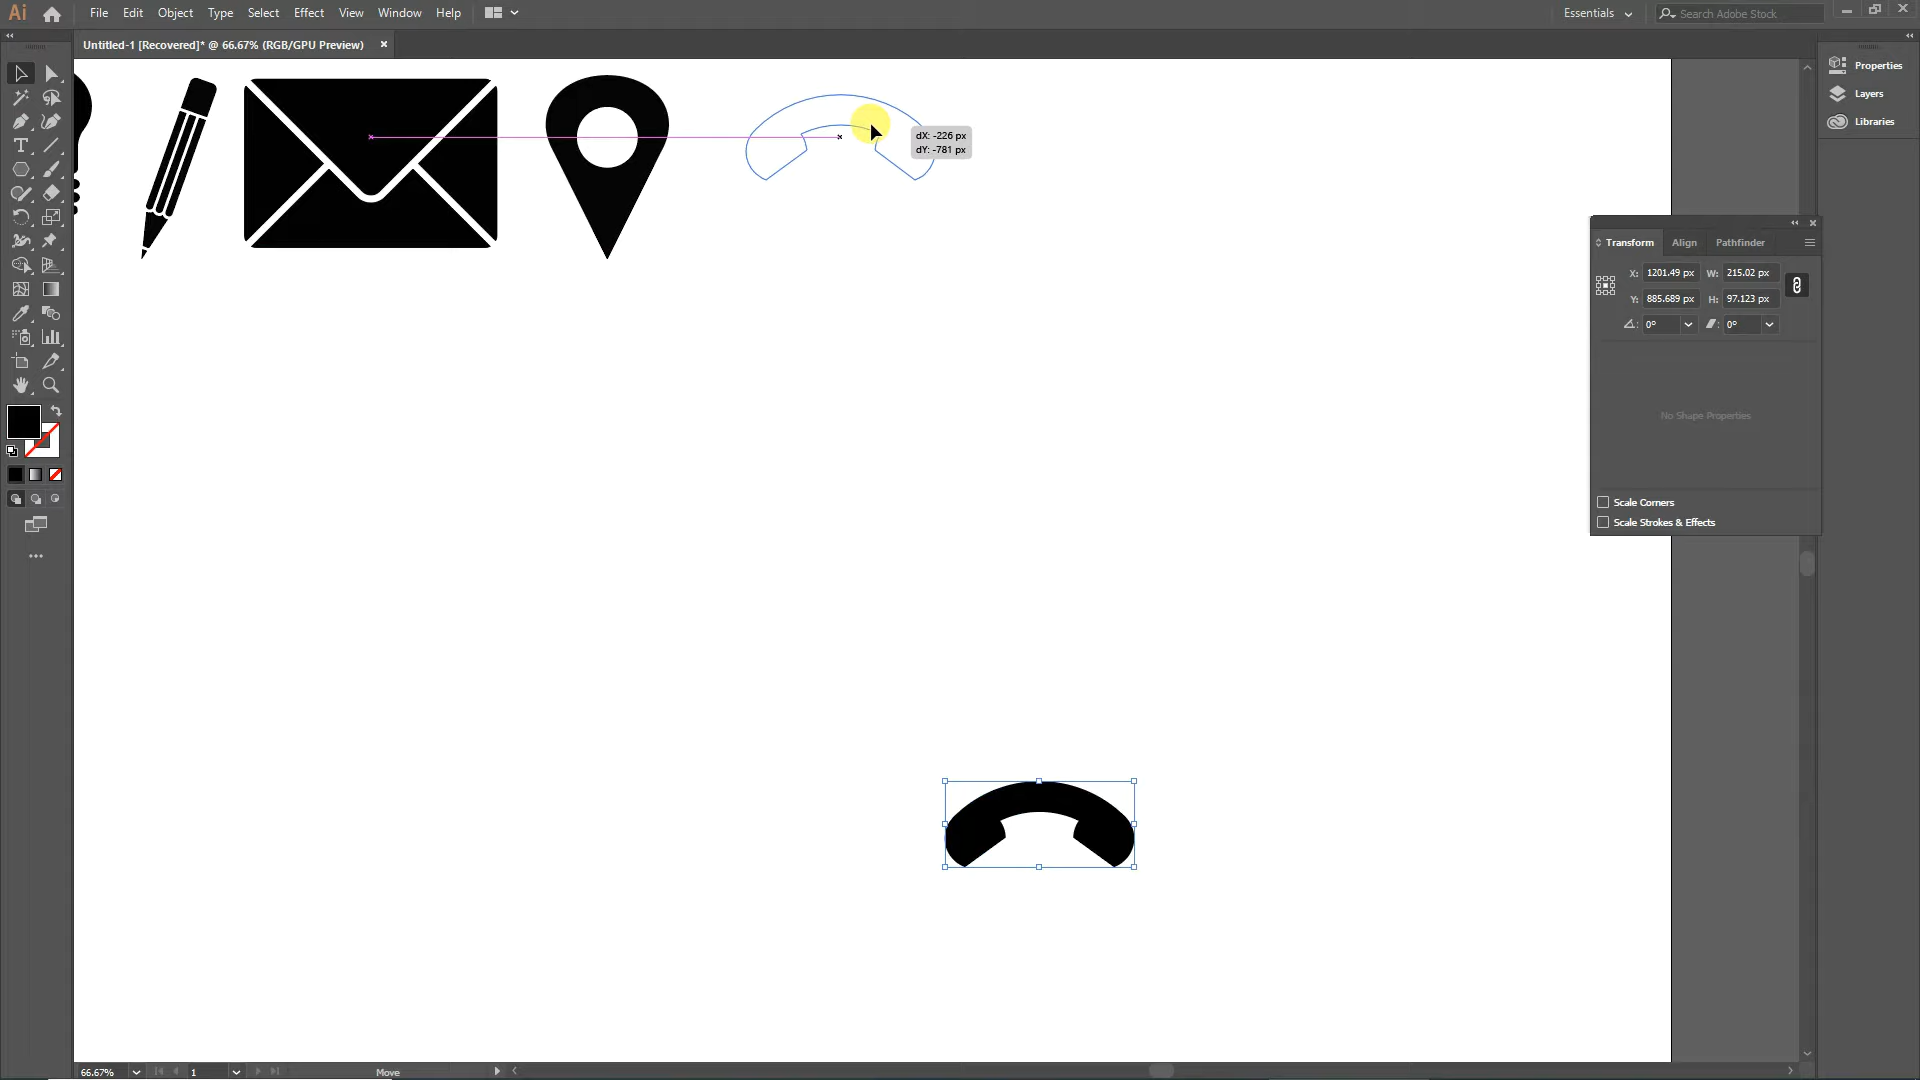 Ai File Edit Object Type Select Effect View Window Help Essentials Search Adobe Stock
Untitled-1 [Recovered]* @ 66.67% (RGB/GPU Preview)
Properties
Layers
Libraries
dX: -226 px
dY: -781 px
Transform Align Pathfinder
X: 1201.49 px W: 215.02 px
Y: 885.689 px H: 97.123 px
0° 0°
No Shape Properties
Scale Corners
Scale Strokes & Effects
66.67% 1 Move